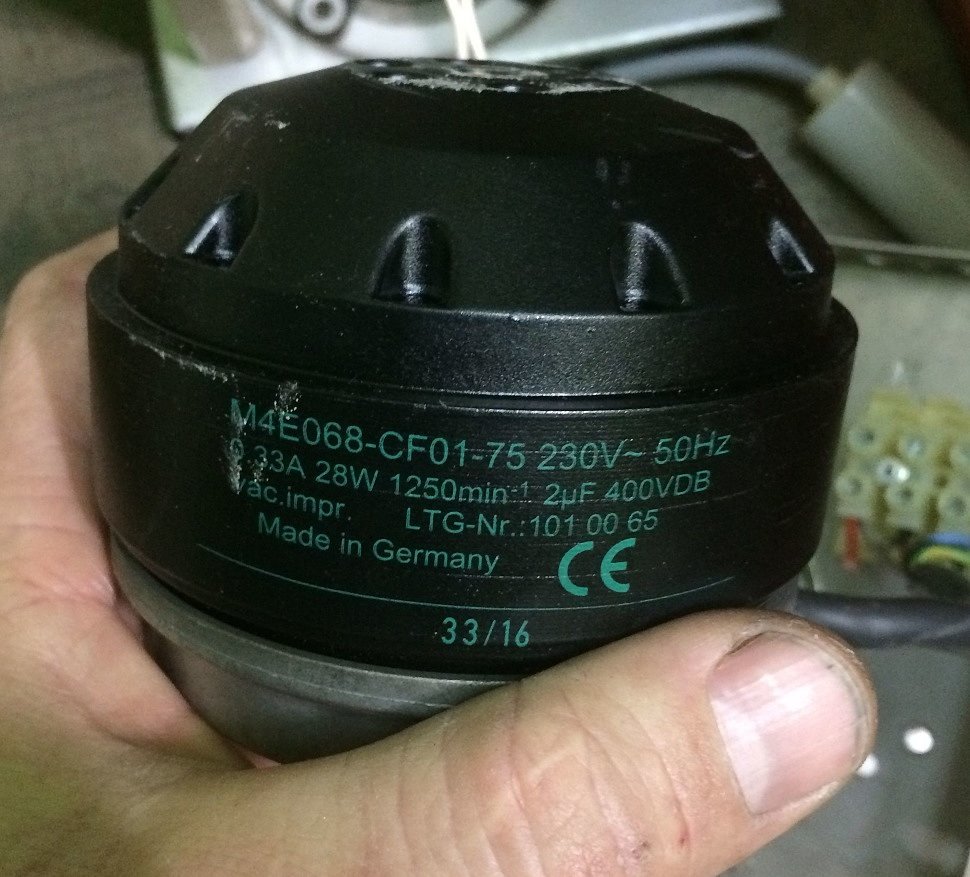 M4E068-CF01-75 230V~ 50Hz
0.33A 28W 1250min⁻¹ 2µF 400VDB
vac.impr. LTG-Nr.:101 00 65
Made in Germany CE
33/16